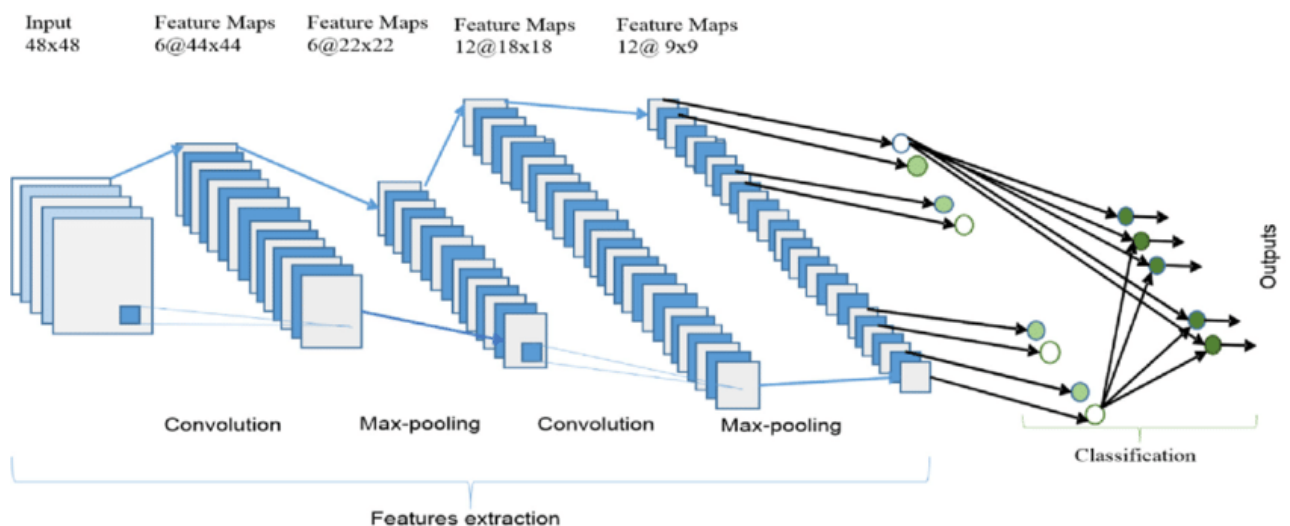 Input
48x48
Feature Maps
6@44x44
Feature Maps
6@22x22
Feature Maps
12@18x18
Feature Maps
12@ 9x9
Outputs
Convolution
Max-pooling
Convolution
Max-pooling
Classification
Features extraction